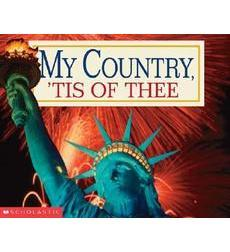 MY COUNTRY,
'TIS OF THEE
SCHOLASTIC